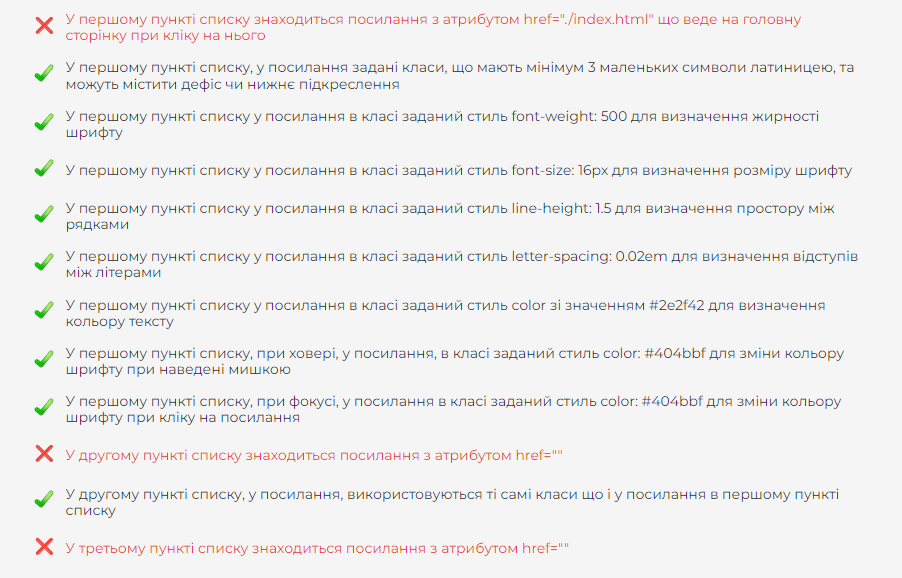 У першому пункті списку знаходиться посилання з атрибутом href="./index.html" що веде на головну
сторінку при кліку на нього
У першому пункті списку, у посилання задані класи, що мають мінімум 3 маленьких символи латиницею, та
можуть містити дефіс чи нижнє підкреслення
У першому пункті списку у посилання в класі заданий стиль font-weight: 500 для визначення жирності
шрифту
У першому пункті списку у посилання в класі заданий стиль font-size: 16px для визначення розміру шрифту
У першому пункті списку у посилання в класі заданий стиль line-height: 1.5 для визначення простору між
рядками
У першому пункті списку у посилання в класі заданий стиль letter-spacing: 0.02em для визначення відступів
між літерами
У першому пункті списку у посилання в класі заданий стиль color зі значенням #2e2f42 для визначення
кольору тексту
У першому пункті списку, при ховері, у посилання, в класі заданий стиль color: #404bbf для зміни кольору
шрифту при наведені мишкою
У першому пункті списку, при фокусі, у посилання в класі заданий стиль color: #404bbf для зміни кольору
шрифту при кліку на посилання
У другому пункті списку знаходиться посилання з атрибутом href=""
У другому пункті списку, у посилання, використовуються ті самі класи що і у посилання в першому пункті
списку
У третьому пункті списку знаходиться посилання з атрибутом href=""